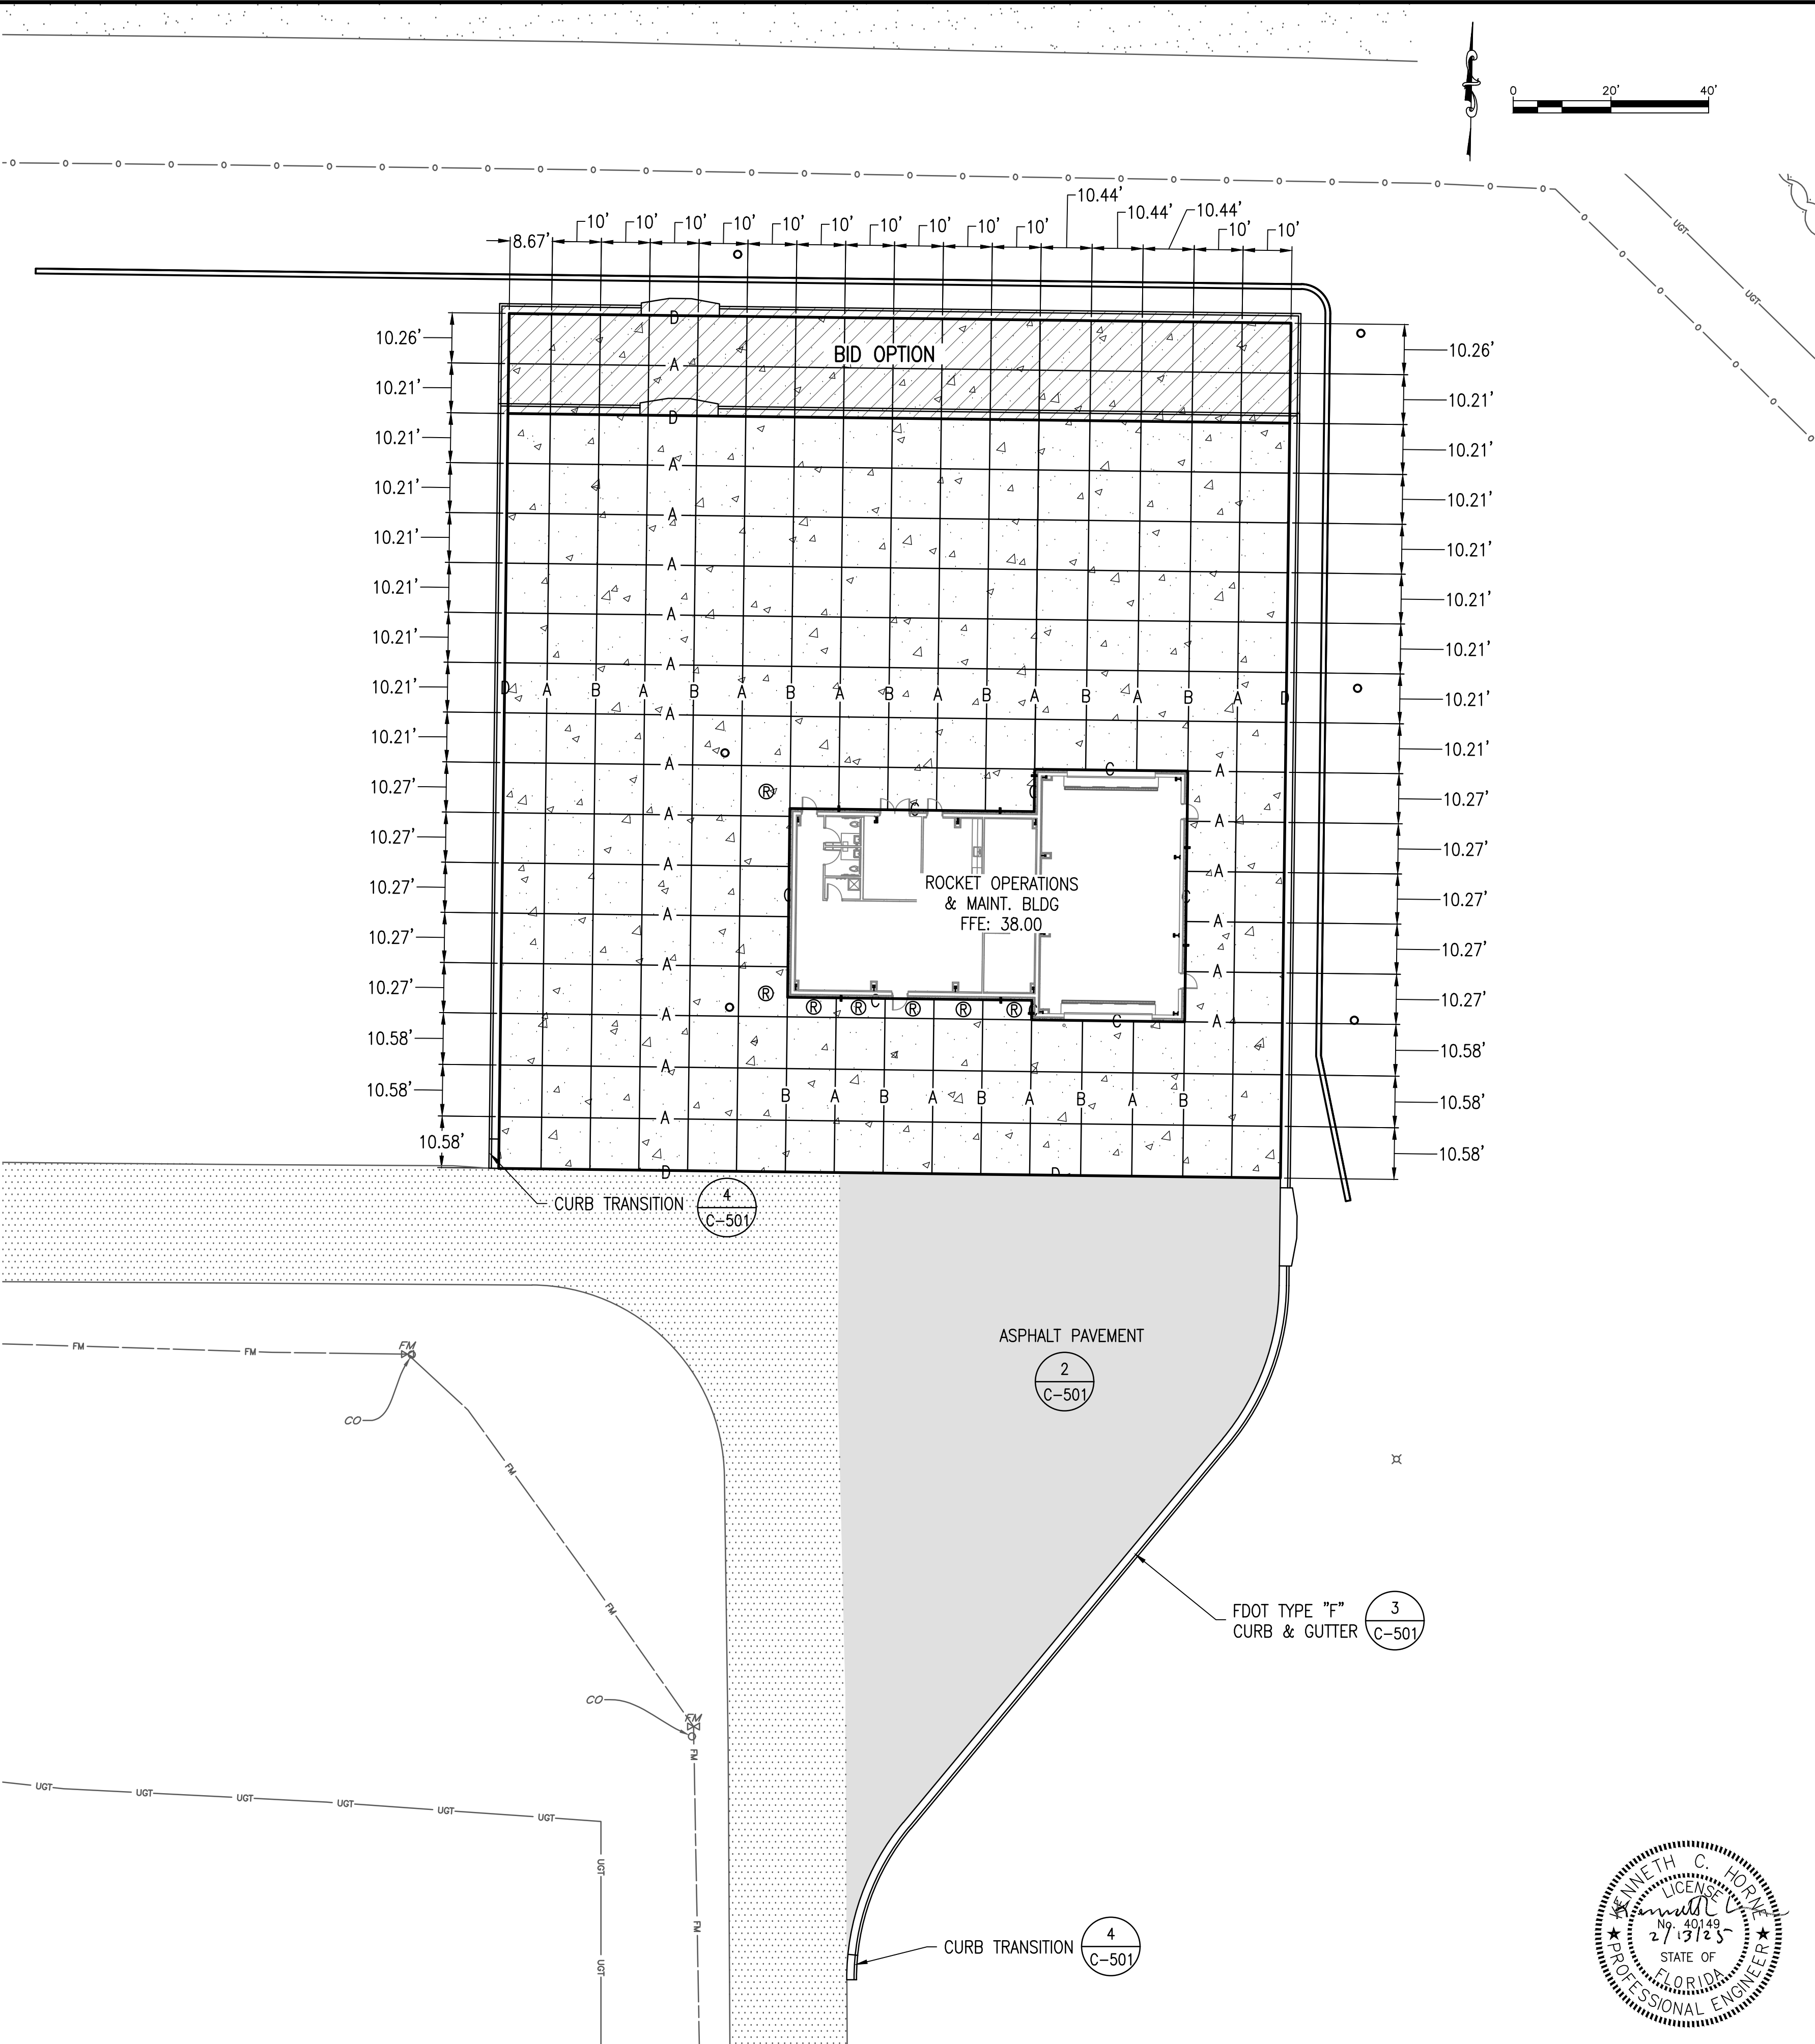 0 20' 40'
O O O O O O O O O O O O O O O O O O O O O O O O O O O O O O
O O O O O O
UGT
UGT
10.44'
10.44' 10.44'
8.67' 10' 10' 10' 10' 10' 10' 10' 10' 10' 10' 10' 10'
D
BID OPTION
A
D
10.26'
10.21'
10.21'
10.21'
10.21'
10.21'
10.21'
10.21'
10.21'
10.27'
10.27'
10.27'
10.27'
10.27'
10.58'
10.58'
10.58'
10.26'
10.21'
10.21'
10.21'
10.21'
10.21'
10.21'
10.21'
10.21'
10.27'
10.27'
10.27'
10.27'
10.27'
10.58'
10.58'
10.58'
A
A
A
A
A
D A B A B A B A B A B A B A B A D
A
A C A
R C
A C A
A A
C C
ROCKET OPERATIONS
& MAINT. BLDG
FFE: 38.00
A A
A A
R C
R R R R R
A C A
A
B A B A B A B A B
A
D D
CURB TRANSITION 4
C-501
ASPHALT PAVEMENT
2
C-501
FM FM FM
CO
FM
FM
CO
FM
FM
FM
UGT UGT UGT UGT UGT UGT
UGT
UGT
FDOT TYPE "F"
CURB & GUTTER
3
C-501
CURB TRANSITION 4
C-501
KENNETH C. HORNE
LICENSE
No. 40149
2/13/25
STATE OF
FLORIDA
PROFESSIONAL ENGINEER